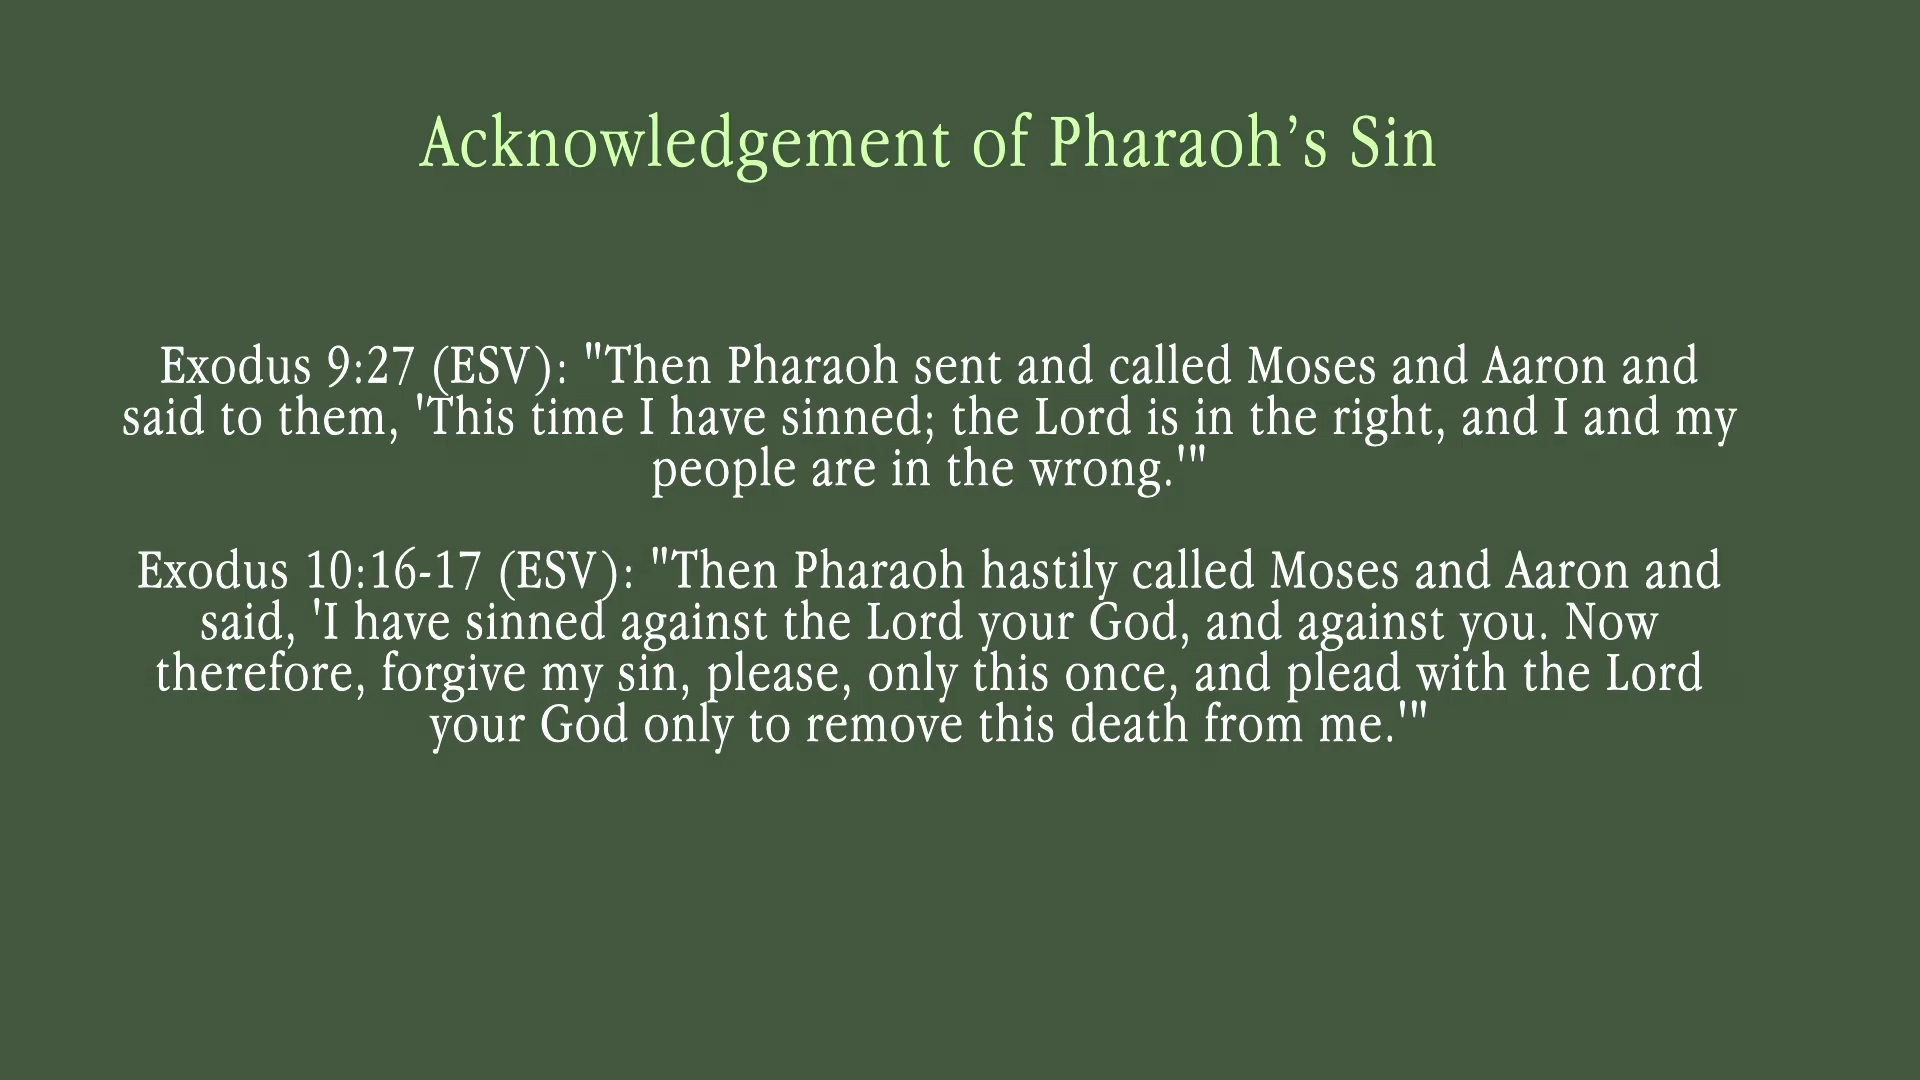 Acknowledgement of Pharaoh’s Sin
Exodus 9:27 (ESV): "Then Pharaoh sent and called Moses and Aaron and
said to them, 'This time I have sinned; the Lord is in the right, and I and my
people are in the wrong.'"
Exodus 10:16-17 (ESV): "Then Pharaoh hastily called Moses and Aaron and
said, 'I have sinned against the Lord your God, and against you. Now
therefore, forgive my sin, please, only this once, and plead with the Lord
your God only to remove this death from me.'"